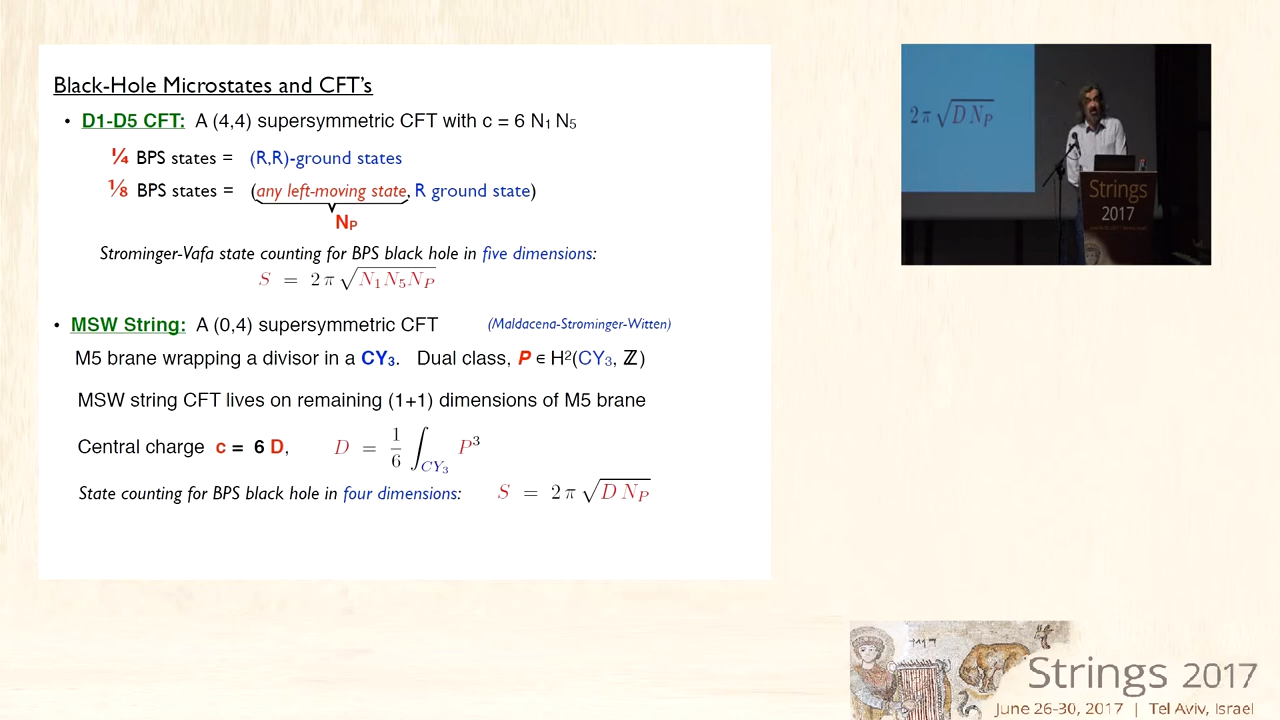 Black-Hole Microstates and CFT's
• D1-D5 CFT: A (4,4) supersymmetric CFT with c = 6 N₁ N₅
¼ BPS states = (R,R)-ground states
⅛ BPS states = (any left-moving state, R ground state)
N_P
Strominger-Vafa state counting for BPS black hole in five dimensions:
S = 2 π √(N₁N₅N_P)
• MSW String: A (0,4) supersymmetric CFT (Maldacena-Strominger-Witten)
M5 brane wrapping a divisor in a CY₃. Dual class, P ∈ H²(CY₃, ℤ)
MSW string CFT lives on remaining (1+1) dimensions of M5 brane
Central charge c = 6 D, D = 1/6 ∫_CY₃ P³
State counting for BPS black hole in four dimensions: S = 2 π √(D N_P)
2 π √(D N_P)
Strings
2017
Strings 2017
June 26-30, 2017 | Tel Aviv, Israel